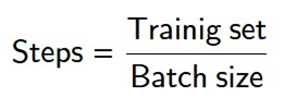 Steps = Trainig set
Batch size